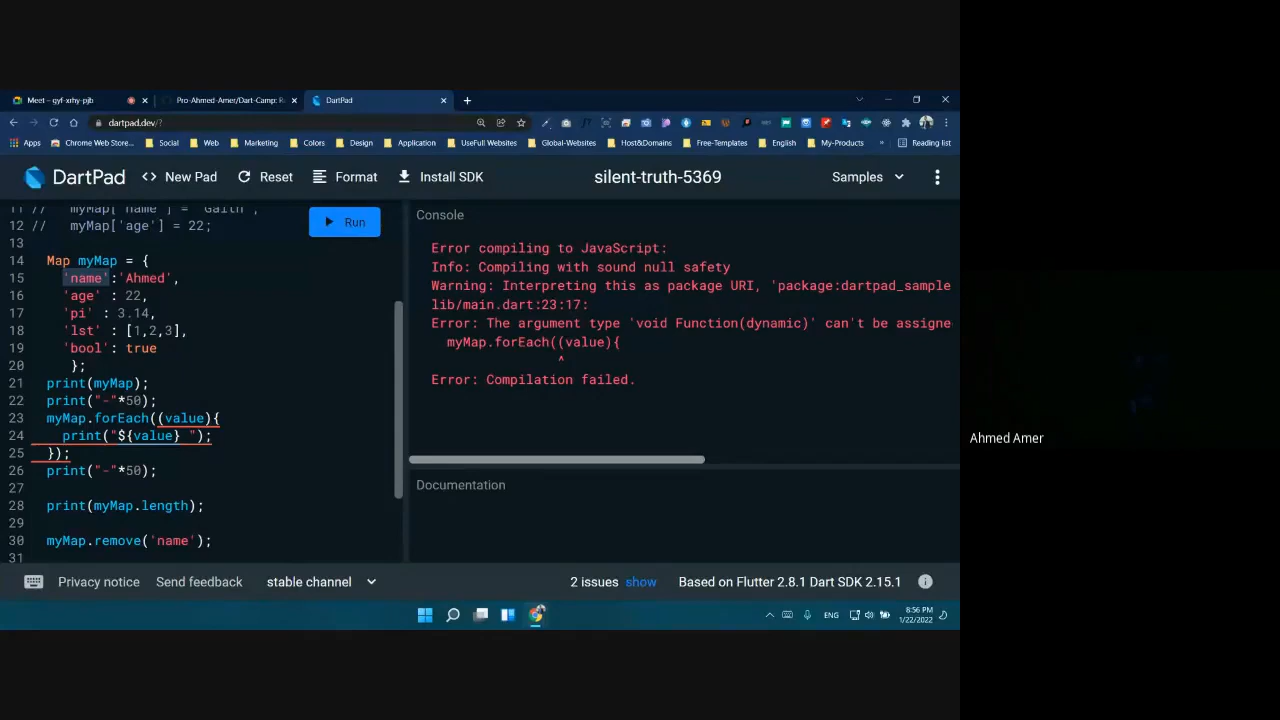 Meet – gyf-xrhy-pjb
Pro-Ahmed-Amer/Dart-Camp: R
DartPad
dartpad.dev/?
Apps
Chrome Web Store...
Social
Web
Marketing
Colors
Design
Application
UseFull Websites
Global-Websites
Host&Domains
Free-Templates
English
My-Products
»
Reading list
DartPad
<> New Pad
Reset
Format
Install SDK
silent-truth-5369
Samples
11 // myMap['name'] = 'Gaith';
12 // myMap['age'] = 22;
13
14 Map myMap = {
15 'name':'Ahmed',
16 'age' : 22,
17 'pi' : 3.14,
18 'lst' : [1,2,3],
19 'bool': true
20 };
21 print(myMap);
22 print("-"*50);
23 myMap.forEach((value){
24 print("${value} ");
25 });
26 print("-"*50);
27
28 print(myMap.length);
29
30 myMap.remove('name');
31
Run
Console
Error compiling to JavaScript:
Info: Compiling with sound null safety
Warning: Interpreting this as package URI, 'package:dartpad_sample
lib/main.dart:23:17:
Error: The argument type 'void Function(dynamic)' can't be assigne
myMap.forEach((value){
^
Error: Compilation failed.
Documentation
Privacy notice
Send feedback
stable channel
2 issues show
Based on Flutter 2.8.1 Dart SDK 2.15.1
ENG
8:56 PM
1/22/2022
Ahmed Amer